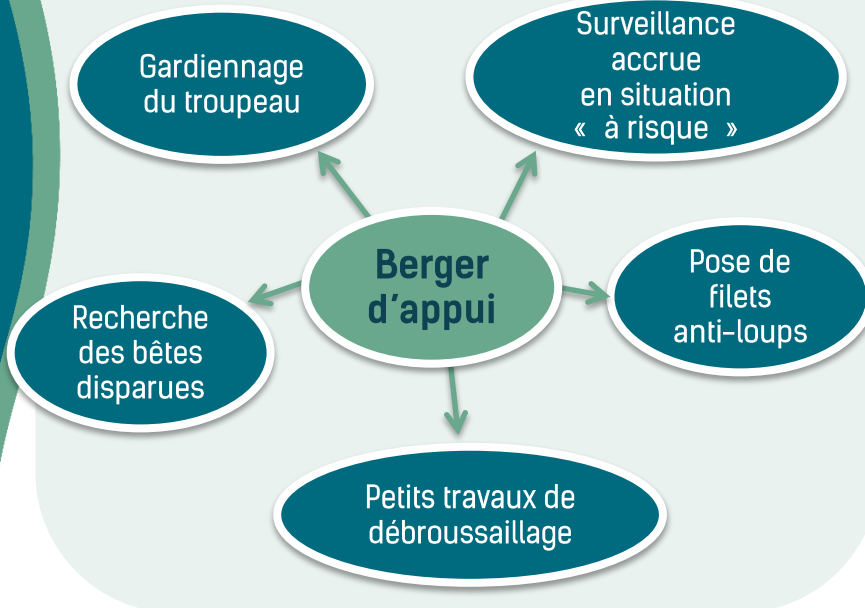 Gardiennage
du troupeau
Surveillance
accrue
en situation
« à risque »
Berger
d'appui
Pose de
filets
anti-loups
Recherche
des bêtes
disparues
Petits travaux de
débroussaillage